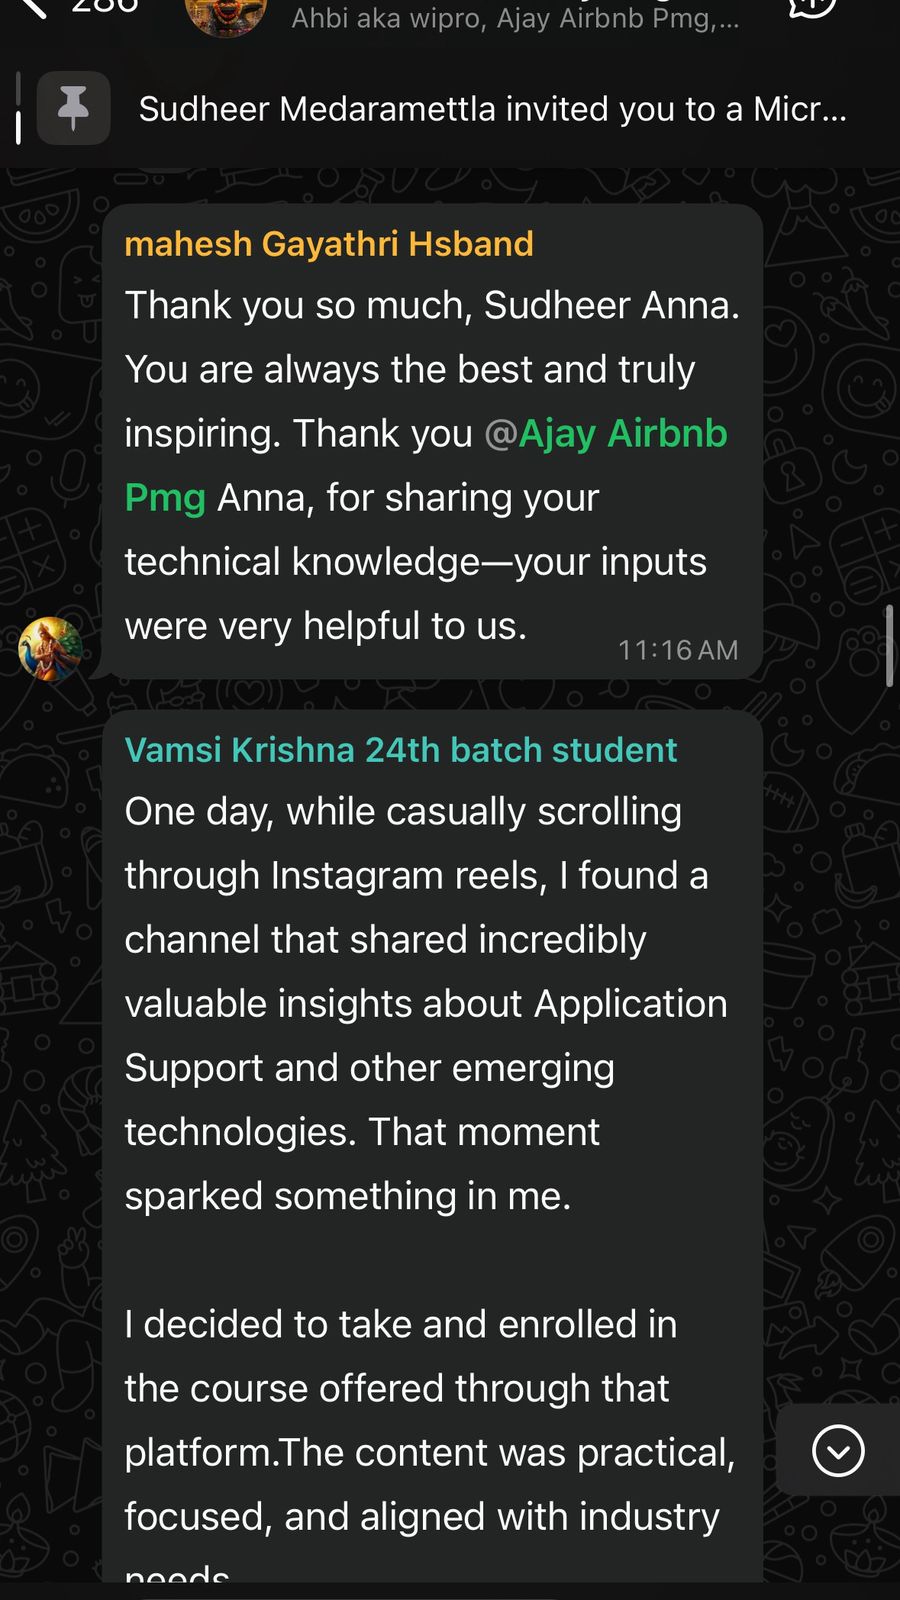 286
Ahbi aka wipro, Ajay Airbnb Pmg,...
Sudheer Medaramettla invited you to a Micr...
mahesh Gayathri Hsband
Thank you so much, Sudheer Anna.
You are always the best and truly
inspiring. Thank you @Ajay Airbnb
Pmg Anna, for sharing your
technical knowledge—your inputs
were very helpful to us.
11:16 AM
Vamsi Krishna 24th batch student
One day, while casually scrolling
through Instagram reels, I found a
channel that shared incredibly
valuable insights about Application
Support and other emerging
technologies. That moment
sparked something in me.
I decided to take and enrolled in
the course offered through that
platform.The content was practical,
focused, and aligned with industry
needs